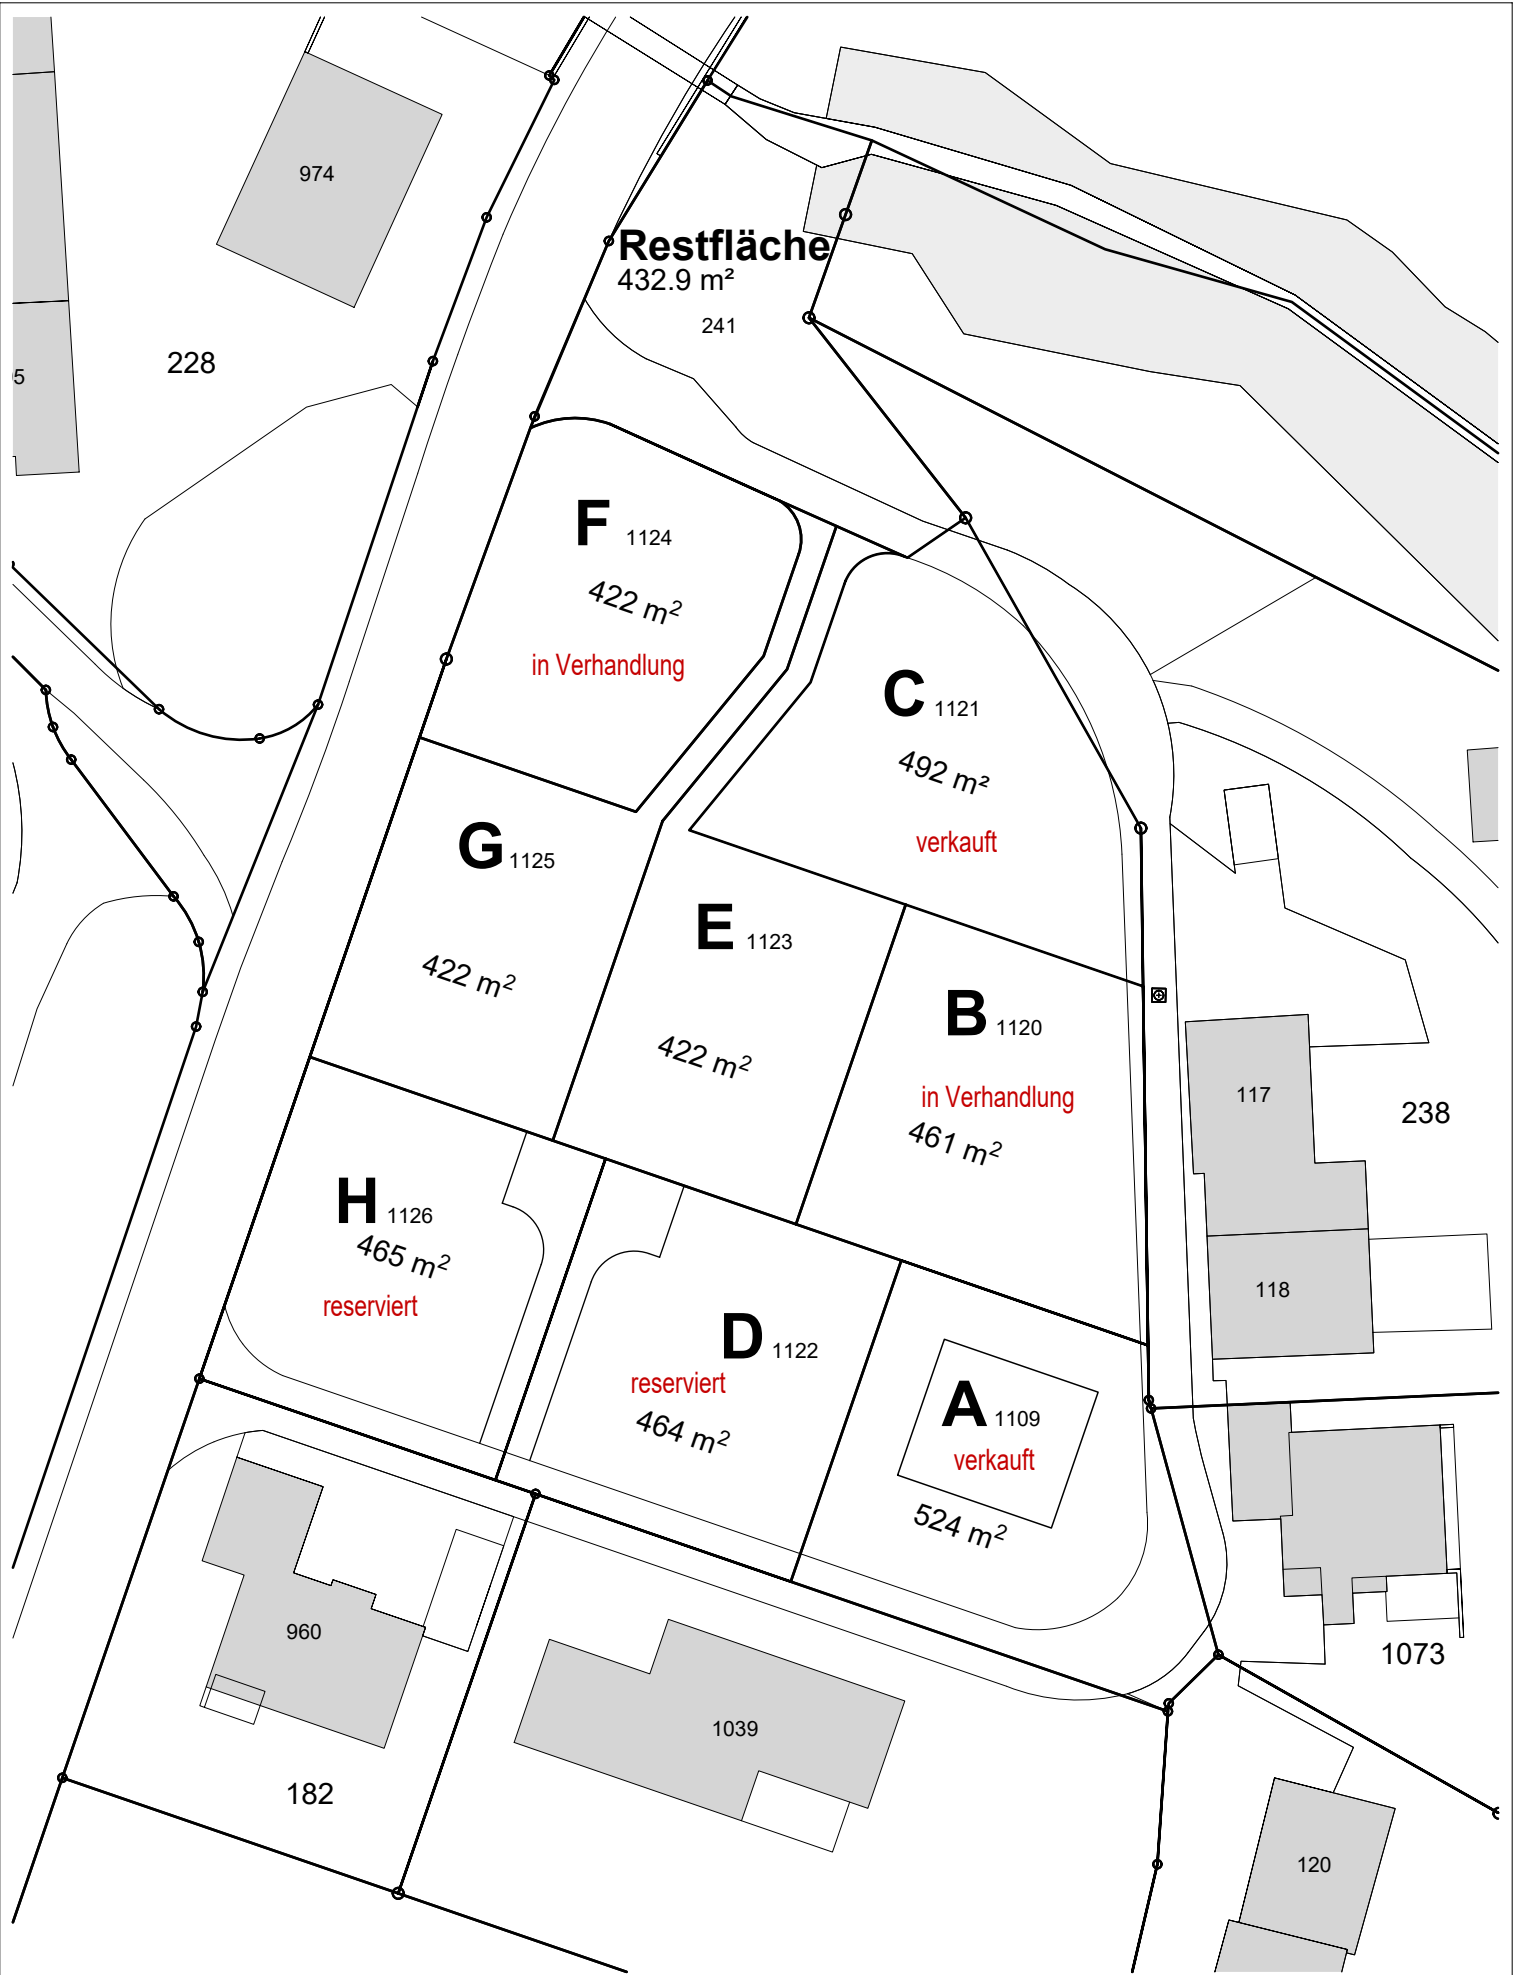 974
Restfläche
432.9 m²
241
228
5
F 1124
422 m²
in Verhandlung
C 1121
492 m²
verkauft
G 1125
422 m²
E 1123
422 m²
B 1120
in Verhandlung
461 m²
117
238
118
H 1126
465 m²
reserviert
D 1122
reserviert
464 m²
A 1109
verkauft
524 m²
960
1073
1039
182
120